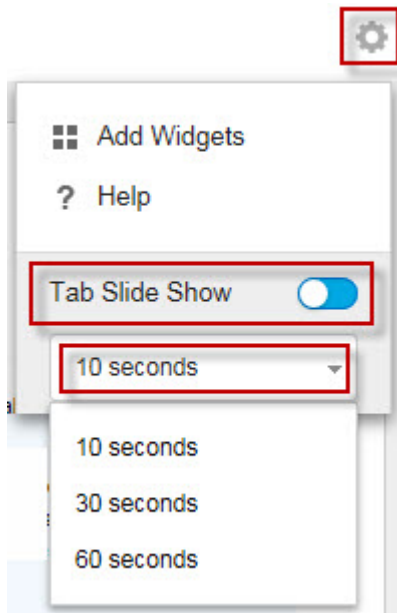 Add Widgets
? Help
Tab Slide Show
10 seconds
10 seconds
30 seconds
60 seconds